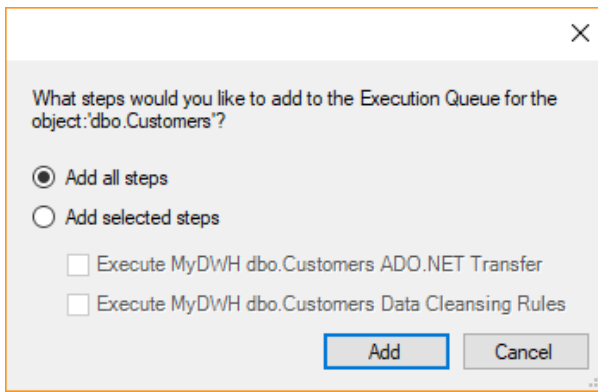 What steps would you like to add to the Execution Queue for the
object:'dbo.Customers'?
Add all steps
Add selected steps
Execute MyDWH dbo.Customers ADO.NET Transfer
Execute MyDWH dbo.Customers Data Cleansing Rules
Add Cancel